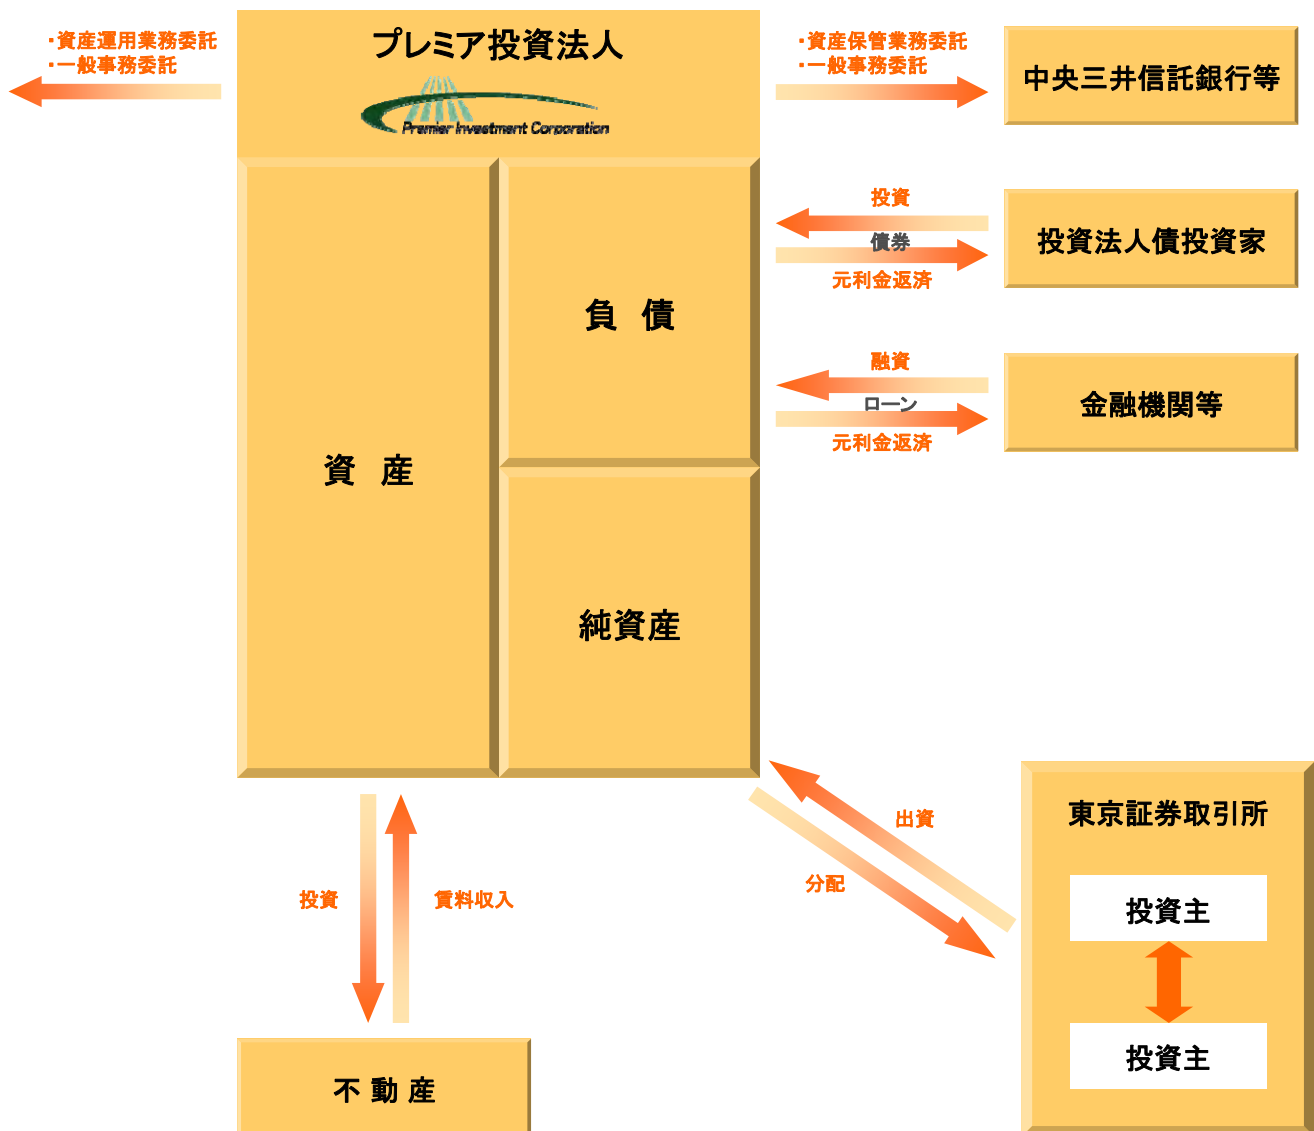 ・資産運用業務委託
・一般事務委託
プレミア投資法人
Premier Investment Corporation
・資産保管業務委託
・一般事務委託
中央三井信託銀行等
投資
債券
元利金返済
投資法人債投資家
負 債
融資
ローン
元利金返済
金融機関等
資 産
純資産
出資
分配
東京証券取引所
投資主
投資主
投資
賃料収入
不 動 産